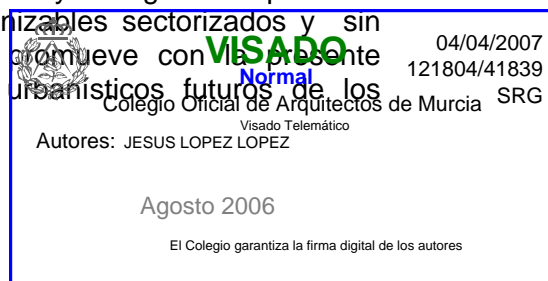 nizables sectorizados y sin
promueve con la presente
urbanísticos futuros de los
VISADO
Normal
04/04/2007
121804/41839
SRG
Colegio Oficial de Arquitectos de Murcia
Visado Telemático
Autores: JESUS LOPEZ LOPEZ
Agosto 2006
El Colegio garantiza la firma digital de los autores